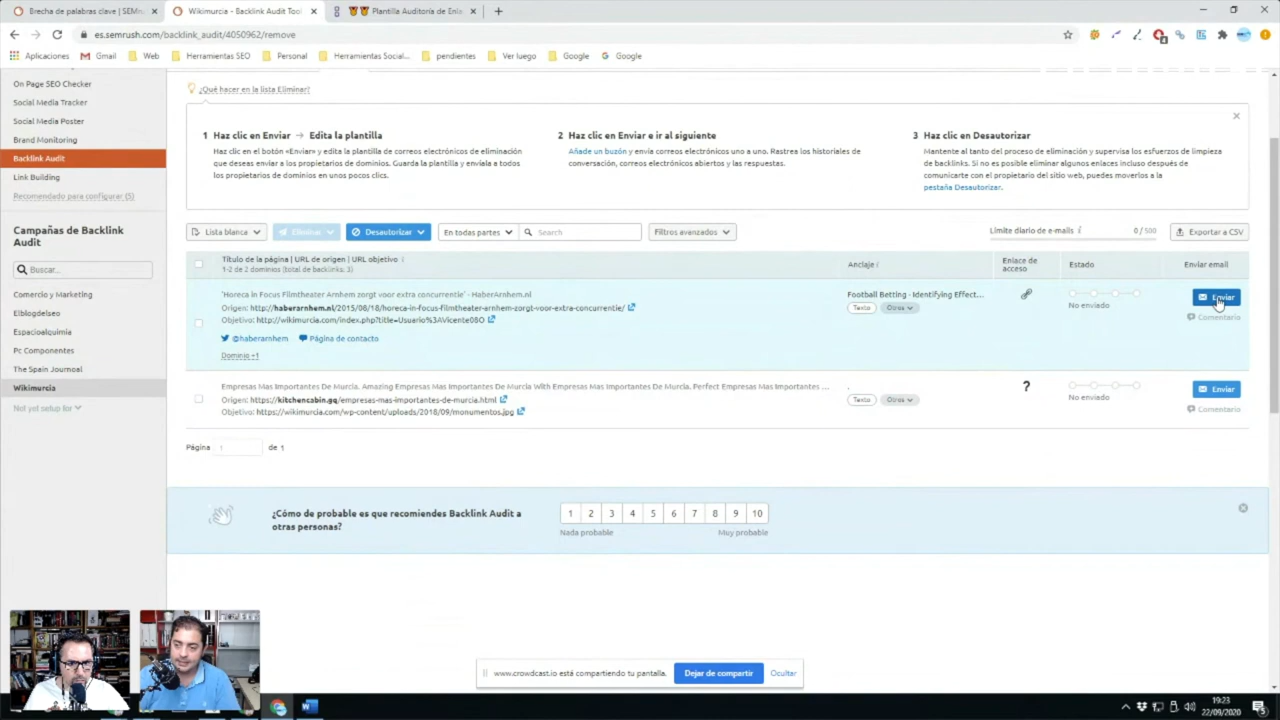 Brecha de palabras clave | SEMr
Wikimurcia - Backlink Audit Tool
Plantilla Auditoría de Enla
es.semrush.com/backlink_audit/4050962/remove
Aplicaciones
Gmail
Web
Herramientas SEO
Personal
Herramientas Social...
pendientes
Ver luego
Google
Google
On Page SEO Checker
Social Media Tracker
Social Media Poster
Brand Monitoring
Backlink Audit
Link Building
Recomendado para configurar (5)
Campañas de Backlink
Audit
Buscar...
Comercio y Marketing
Elblogdelseo
Espacioalquimia
Pc Componentes
The Spain Journoal
Wikimurcia
Not yet setup for
¿Qué hacer en la lista Eliminar?
1 Haz clic en Enviar → Edita la plantilla
Haz clic en el botón «Enviar» y edita la plantilla de correos electrónicos de eliminación
que deseas enviar a los propietarios de dominios. Guarda la plantilla y envíala a todos
los propietarios de dominios en unos pocos clics.
2 Haz clic en Enviar e ir al siguiente
Añade un buzón y envía correos electrónicos uno a uno. Rastrea los historiales de
conversación, correos electrónicos abiertos y las respuestas.
3 Haz clic en Desautorizar
Mantente al tanto del proceso de eliminación y supervisa los esfuerzos de limpieza
de backlinks. Si no es posible eliminar algunos enlaces incluso después de
comunicarte con el propietario del sitio web, puedes moverlos a la
pestaña Desautorizar.
Lista blanca
Eliminar
Desautorizar
En todas partes
Search
Filtros avanzados
Límite diario de e-mails i
0 / 500
Exportar a CSV
Título de la página | URL de origen | URL objetivo i
1-2 de 2 dominios (total de backlinks: 3)
Anclaje i
Enlace de
acceso
Estado
Enviar email
'Horeca in Focus Filmtheater Arnhem zorgt voor extra concurrentie' - HaberArnhem.nl
Origen: http://haberarnhem.nl/2015/08/18/horeca-in-focus-filmtheater-arnhem-zorgt-voor-extra-concurrentie/
Objetivo: http://wikimurcia.com/index.php?title=Usuario%3AVicente08O
@haberarnhem
Página de contacto
Dominio +1
Football Betting - Identifying Effect...
Texto
Otros
No enviado
Enviar
Comentario
Empresas Mas Importantes De Murcia. Amazing Empresas Mas Importantes De Murcia With Empresas Mas Importantes De Murcia. Perfect Empresas Mas Importantes ...
Origen: https://kitchencabin.gq/empresas-mas-importantes-de-murcia.html
Objetivo: https://wikimurcia.com/wp-content/uploads/2018/09/monumentos.jpg
.
Texto
Otros
?
No enviado
Enviar
Comentario
Página 1 de 1
¿Cómo de probable es que recomiendes Backlink Audit a
otras personas?
1 2 3 4 5 6 7 8 9 10
Nada probable
Muy probable
www.crowdcast.io está compartiendo tu pantalla.
Dejar de compartir
Ocultar
19:23
22/09/2020